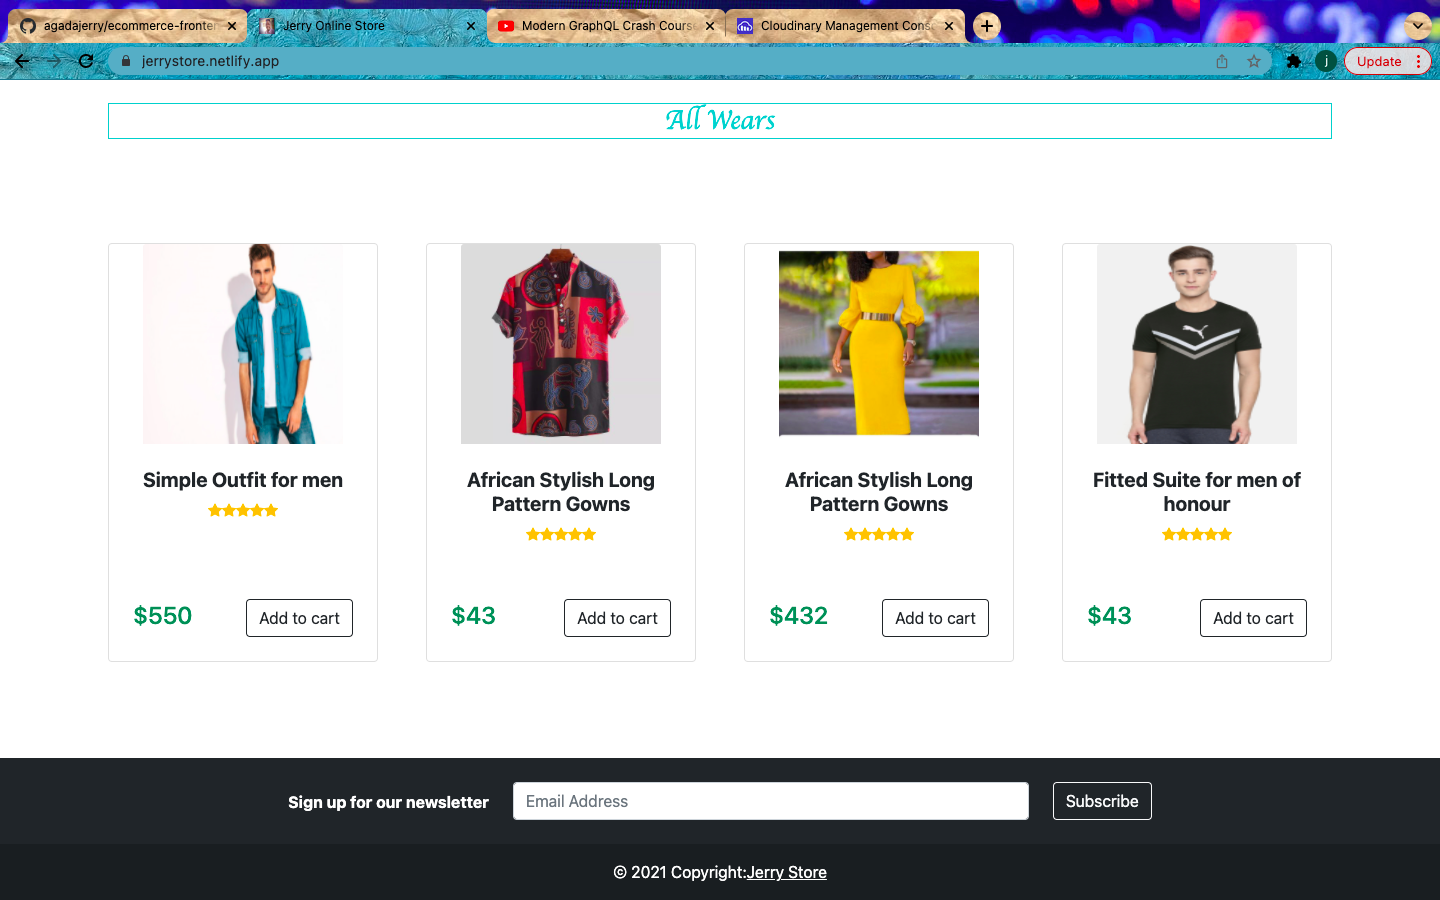 agadajerry/ecommerce-fronten
Jerry Online Store
Modern GraphQL Crash Course
Cloudinary Management Conso
jerrystore.netlify.app
j
Update
All Wears
Simple Outfit for men
$550
Add to cart
African Stylish Long
Pattern Gowns
$43
Add to cart
African Stylish Long
Pattern Gowns
$432
Add to cart
Fitted Suite for men of
honour
$43
Add to cart
Sign up for our newsletter
Email Address
Subscribe
© 2021 Copyright:Jerry Store